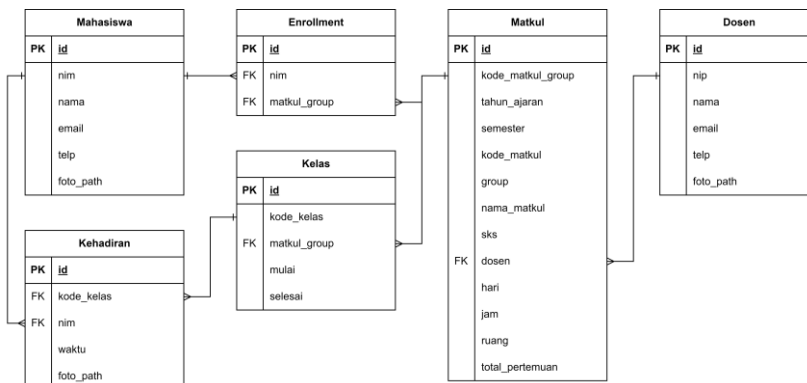 Mahasiswa
PK id
nim
nama
email
telp
foto_path
Enrollment
PK id
FK nim
FK matkul_group
Matkul
PK id
kode_matkul_group
tahun_ajaran
semester
kode_matkul
group
nama_matkul
sks
FK dosen
hari
jam
ruang
total_pertemuan
Dosen
PK id
nip
nama
email
telp
foto_path
Kelas
PK id
kode_kelas
FK matkul_group
mulai
selesai
Kehadiran
PK id
FK kode_kelas
FK nim
waktu
foto_path